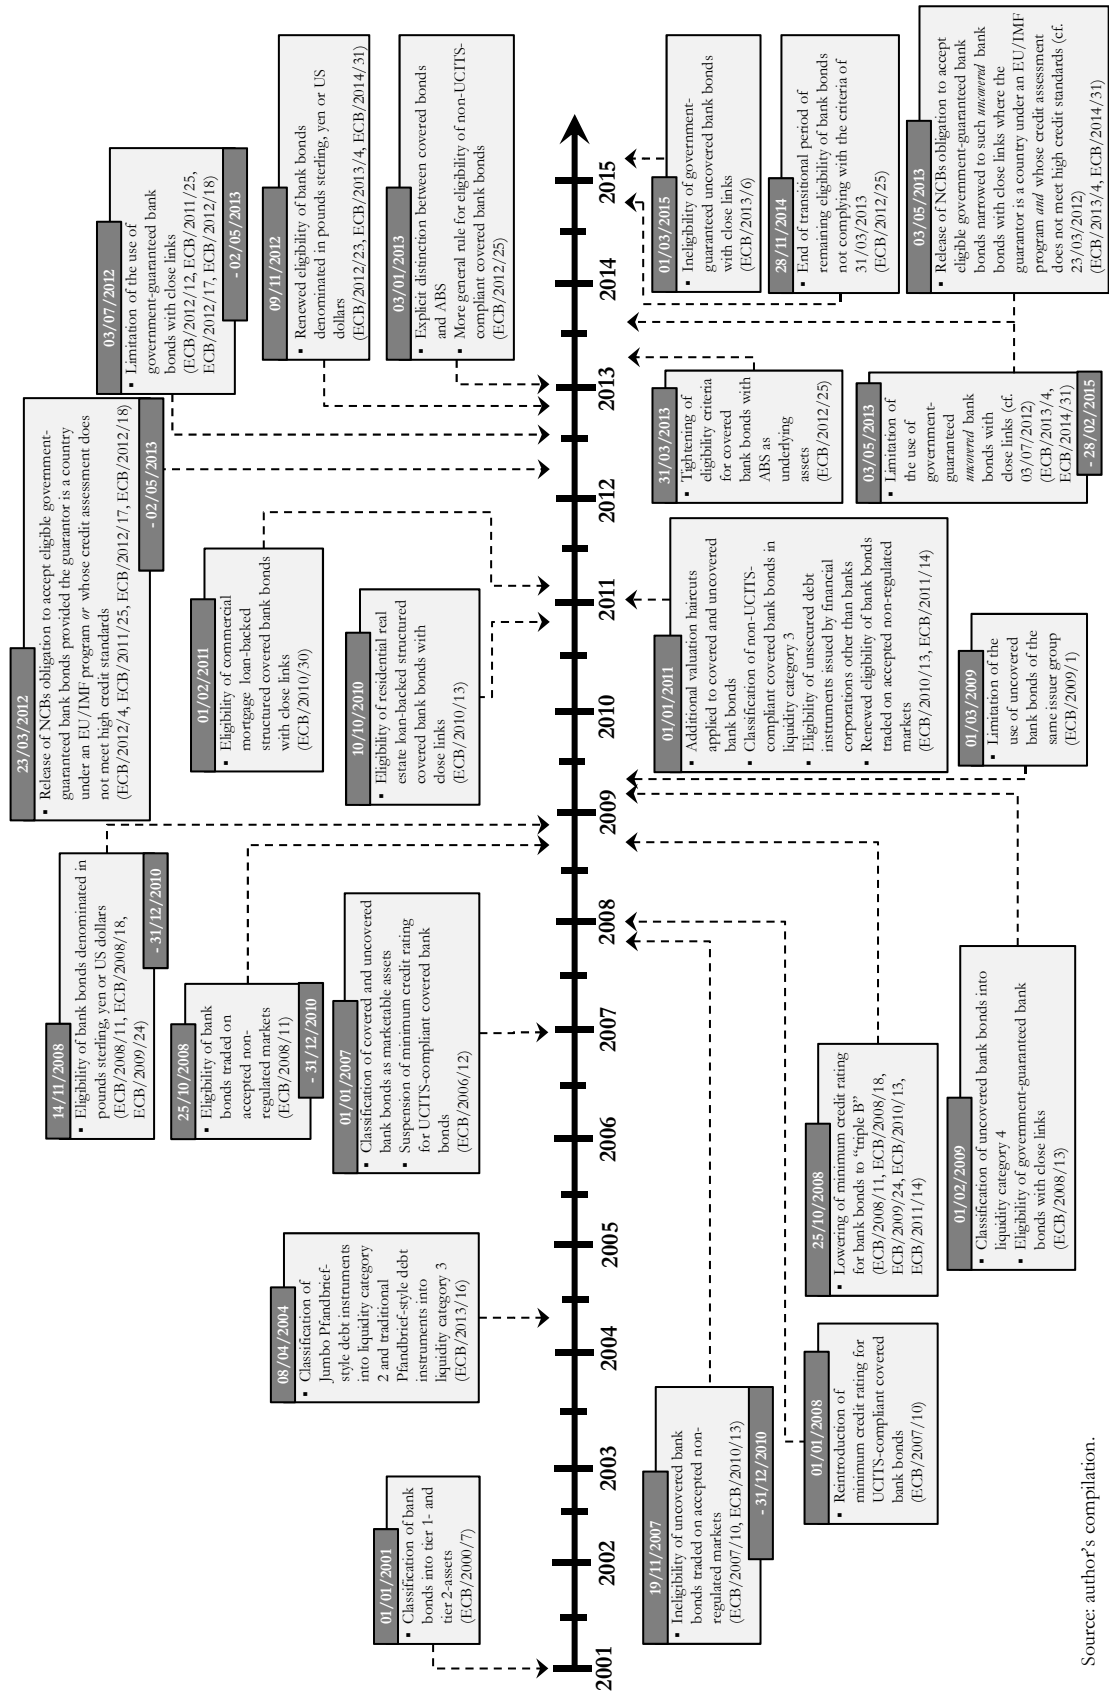 01/01/2001
▪ Classification of bank
bonds into tier 1- and
tier 2-assets
(ECB/2000/7)
08/04/2004
▪ Classification of
Jumbo Pfandbrief-
style debt instruments
into liquidity category
2 and traditional
Pfandbrief-style debt
instruments into
liquidity category 3
(ECB/2013/16)
14/11/2008
▪ Eligibility of bank bonds denominated in
pounds sterling, yen or US dollars
(ECB/2008/11, ECB/2008/18,
ECB/2009/24)
- 31/12/2010
25/10/2008
▪ Eligibility of bank
bonds traded on
accepted non-
regulated markets
(ECB/2008/11)
- 31/12/2010
01/01/2007
▪ Classification of covered and uncovered
bank bonds as marketable assets
▪ Suspension of minimum credit rating
for UCITS-compliant covered bank
bonds
(ECB/2006/12)
23/03/2012
▪ Release of NCBs obligation to accept eligible government-
guaranteed bank bonds provided the guarantor is a country
under an EU/IMF program or whose credit assessment does
not meet high credit standards
(ECB/2012/4, ECB/2011/25, ECB/2012/17, ECB/2012/18)
- 02/05/2013
01/02/2011
▪ Eligibility of commercial
mortgage loan-backed
structured covered bank bonds
with close links
(ECB/2010/30)
10/10/2010
▪ Eligibility of residential real
estate loan-backed structured
covered bank bonds with
close links
(ECB/2010/13)
03/07/2012
▪ Limitation of the use of
government-guaranteed bank
bonds with close links
(ECB/2012/12, ECB/2011/25,
ECB/2012/17, ECB/2012/18)
- 02/05/2013
09/11/2012
▪ Renewed eligibility of bank bonds
denominated in pounds sterling, yen or US
dollars
(ECB/2012/23, ECB/2013/4, ECB/2014/31)
03/01/2013
▪ Explicit distinction between covered bonds
and ABS
▪ More general rule for eligibility of non-UCITS-
compliant covered bank bonds
(ECB/2012/25)
2001
2002
2003
2004
2005
2006
2007
2008
2009
2010
2011
2012
2013
2014
2015
19/11/2007
▪ Ineligibility of uncovered bank
bonds traded on accepted non-
regulated markets
(ECB/2007/10, ECB/2010/13)
- 31/12/2010
01/01/2008
▪ Reintroduction of
minimum credit rating for
UCITS-compliant covered
bank bonds
(ECB/2007/10)
25/10/2008
▪ Lowering of minimum credit rating
for bank bonds to “triple B”
(ECB/2008/11, ECB/2008/18,
ECB/2009/24, ECB/2010/13,
ECB/2011/14)
01/02/2009
▪ Classification of uncovered bank bonds into
liquidity category 4
▪ Eligibility of government-guaranteed bank
bonds with close links
(ECB/2008/13)
01/01/2011
▪ Additional valuation haircuts
applied to covered and uncovered
bank bonds
▪ Classification of non-UCITS-
compliant covered bank bonds in
liquidity category 3
▪ Eligibility of unsecured debt
instruments issued by financial
corporations other than banks
▪ Renewed eligibility of bank bonds
traded on accepted non-regulated
markets
(ECB/2010/13, ECB/2011/14)
01/03/2009
▪ Limitation of the
use of uncovered
bank bonds of the
same issuer group
(ECB/2009/1)
31/03/2013
▪ Tightening of
eligibility criteria
for covered
bank bonds with
ABS as
underlying
assets
(ECB/2012/25)
03/05/2013
▪ Limitation of
the use of
government-
guaranteed
uncovered bank
bonds with
close links (cf.
03/07/2012)
(ECB/2013/4,
ECB/2014/31)
- 28/02/2015
01/03/2015
▪ Ineligibility of government-
guaranteed uncovered bank bonds
with close links
(ECB/2013/6)
28/11/2014
▪ End of transitional period of
remaining eligibility of bank bonds
not complying with the criteria of
31/03/2013
(ECB/2012/25)
03/05/2013
▪ Release of NCBs obligation to accept
eligible government-guaranteed bank
bonds narrowed to such uncovered bank
bonds with close links where the
guarantor is a country under an EU/IMF
program and whose credit assessment
does not meet high credit standards (cf.
23/03/2012)
(ECB/2013/4, ECB/2014/31)
Source: author's compilation.